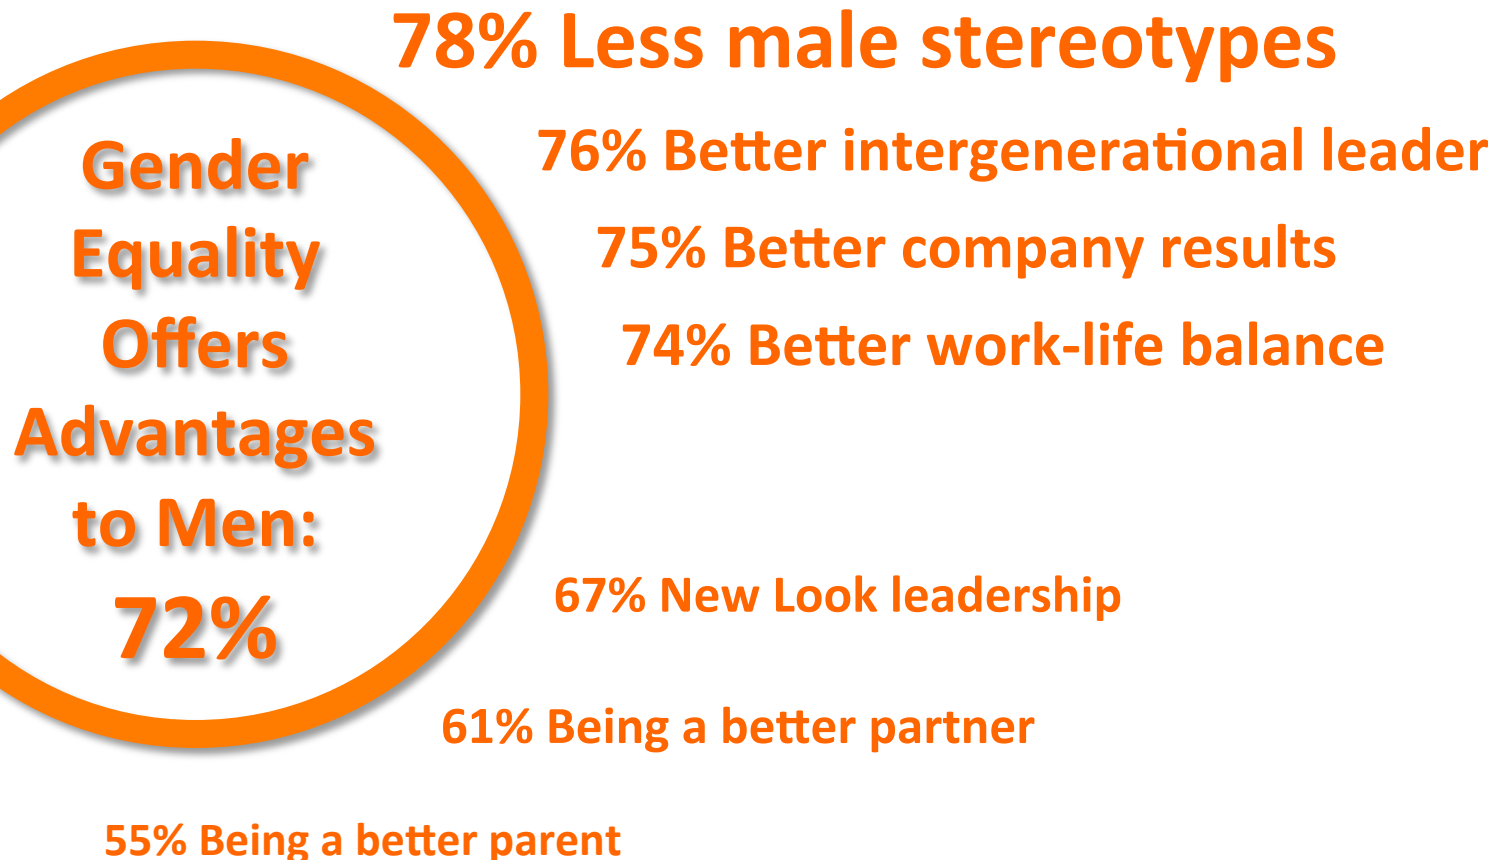 78% Less male stereotypes
Gender
Equality
Offers
Advantages
to Men:
72%
76% Better intergenerational leader
75% Better company results
74% Better work-life balance
67% New Look leadership
61% Being a better partner
55% Being a better parent